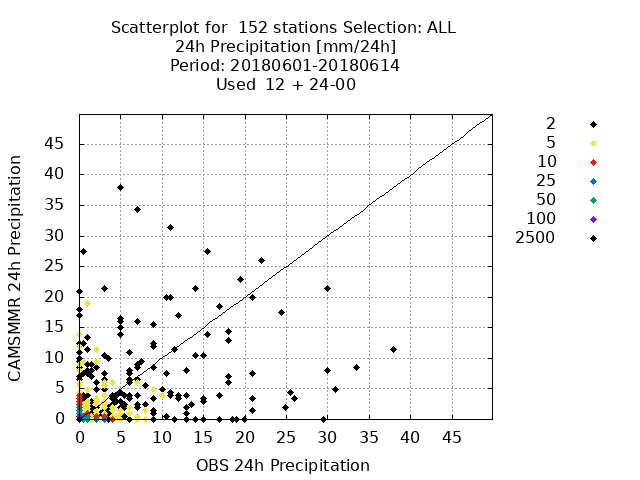 Scatterplot for 152 stations Selection: ALL
24h Precipitation [mm/24h]
Period: 20180601-20180614
Used 12 + 24-00
2
5
10
25
50
100
2500
45
40
35
30
25
20
15
10
5
0
CAMSMMR 24h Precipitation
0 5 10 15 20 25 30 35 40 45
OBS 24h Precipitation